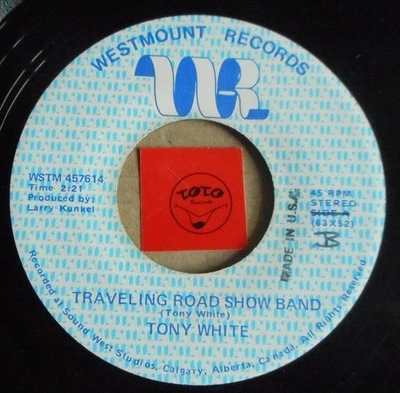 WESTMOUNT RECORDS
WR
WSTM 457614
Time 2:21
Produced by:
Larry Kunkel
TOTO
Records
MADE IN U.S.A.
45 RPM
STEREO
SIDE
(63X52)
TRAVELING ROAD SHOW BAND
(Tony White)
TONY WHITE
Recorded at Sound West Studios, Calgary, Alberta, Canada. All Rights Reserved